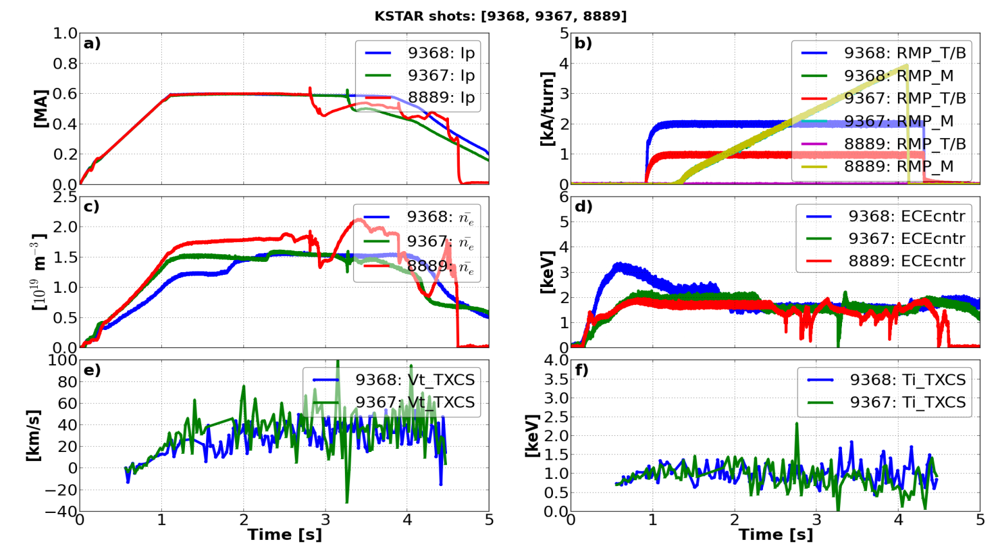 KSTAR shots: [9368, 9367, 8889]
a)
9368: Ip
9367: Ip
8889: Ip
[MA]
1.0
0.8
0.6
0.4
0.2
0.0
b)
9368: RMP_T/B
9368: RMP_M
9367: RMP_T/B
9367: RMP_M
8889: RMP_T/B
8889: RMP_M
[kA/turn]
5
4
3
2
1
0
c)
9368: n̄ₑ
9367: n̄ₑ
8889: n̄ₑ
[10¹⁹ m⁻³]
2.5
2.0
1.5
1.0
0.5
0.0
d)
9368: ECEcntr
9367: ECEcntr
8889: ECEcntr
[keV]
6
5
4
3
2
1
0
e)
9368: Vt_TXCS
9367: Vt_TXCS
[km/s]
100
80
60
40
20
0
−20
−40
0 1 2 3 4 5
Time [s]
f)
9368: Ti_TXCS
9367: Ti_TXCS
[keV]
4.0
3.5
3.0
2.5
2.0
1.5
1.0
0.5
0.0
0 1 2 3 4 5
Time [s]